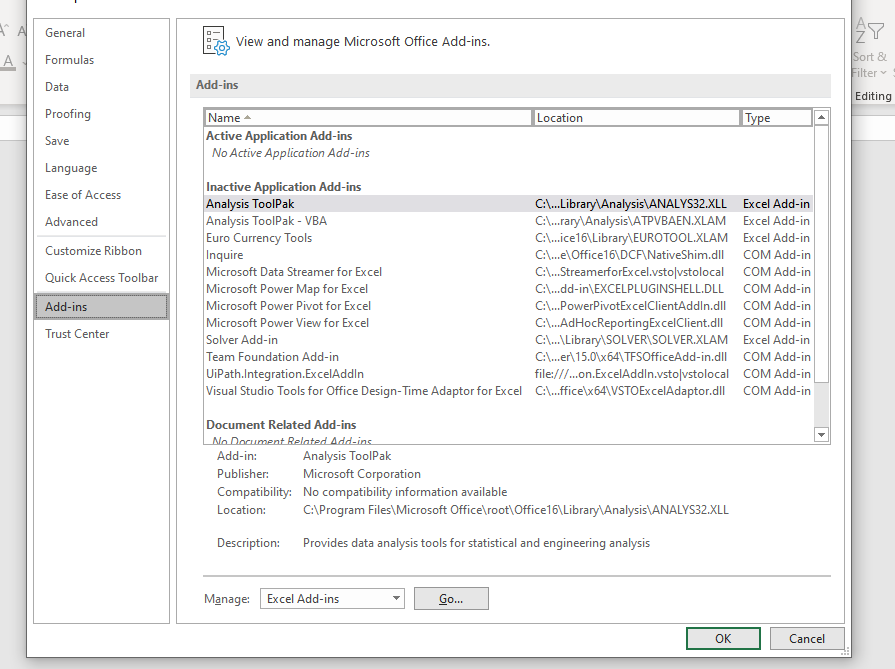 General
Formulas
Data
Proofing
Save
Language
Ease of Access
Advanced
Customize Ribbon
Quick Access Toolbar
Add-ins
Trust Center
View and manage Microsoft Office Add-ins.
Add-ins
Name Location Type
Active Application Add-ins
No Active Application Add-ins
Inactive Application Add-ins
Analysis ToolPak C:\...Library\Analysis\ANALYS32.XLL Excel Add-in
Analysis ToolPak - VBA C:\...rary\Analysis\ATPVBAEN.XLAM Excel Add-in
Euro Currency Tools C:\...ice16\Library\EUROTOOL.XLAM Excel Add-in
Inquire C:\...e\Office16\DCF\NativeShim.dll COM Add-in
Microsoft Data Streamer for Excel C:\...StreamerforExcel.vsto|vstolocal COM Add-in
Microsoft Power Map for Excel C:\...dd-in\EXCELPLUGINSHELL.DLL COM Add-in
Microsoft Power Pivot for Excel C:\...PowerPivotExcelClientAddIn.dll COM Add-in
Microsoft Power View for Excel C:\...AdHocReportingExcelClient.dll COM Add-in
Solver Add-in C:\...\Library\SOLVER\SOLVER.XLAM Excel Add-in
Team Foundation Add-in C:\...er\15.0\x64\TFSOfficeAdd-in.dll COM Add-in
UiPath.Integration.ExcelAddIn file:///...on.ExcelAddIn.vsto|vstolocal COM Add-in
Visual Studio Tools for Office Design-Time Adaptor for Excel C:\...ffice\x64\VSTOExcelAdaptor.dll COM Add-in
Document Related Add-ins
No Document Related Add-ins
Add-in: Analysis ToolPak
Publisher: Microsoft Corporation
Compatibility: No compatibility information available
Location: C:\Program Files\Microsoft Office\root\Office16\Library\Analysis\ANALYS32.XLL
Description: Provides data analysis tools for statistical and engineering analysis
Manage: Excel Add-ins Go...
OK Cancel
Sort &
Filter
Editing